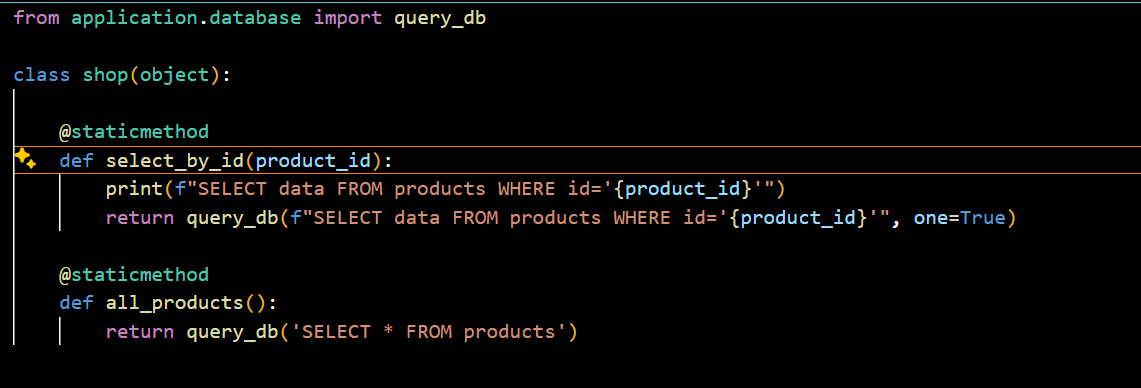 from application.database import query_db
class shop(object):
@staticmethod
def select_by_id(product_id):
print(f"SELECT data FROM products WHERE id='{product_id}'")
return query_db(f"SELECT data FROM products WHERE id='{product_id}'", one=True)
@staticmethod
def all_products():
return query_db('SELECT * FROM products')